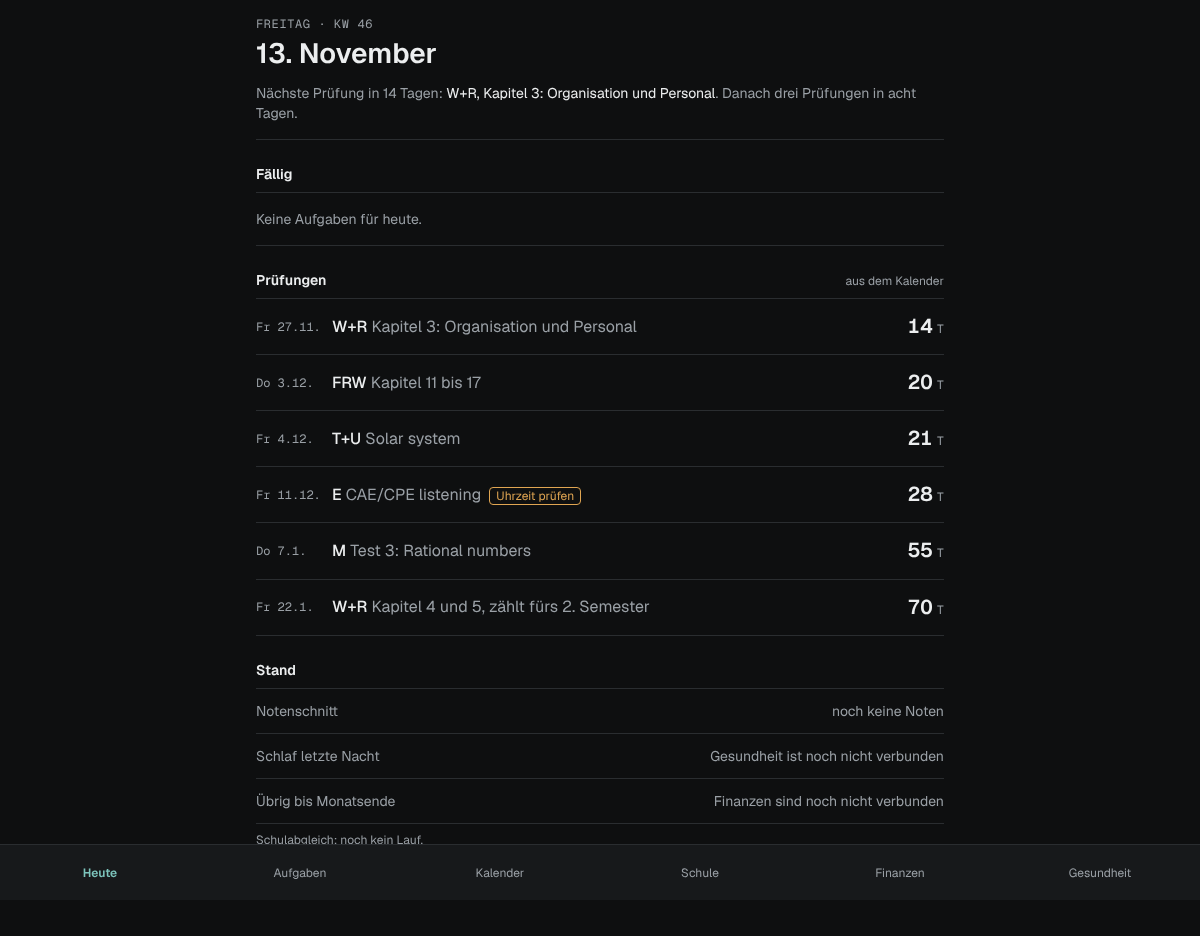 FREITAG · KW 46
13. November
Nächste Prüfung in 14 Tagen: W+R, Kapitel 3: Organisation und Personal. Danach drei Prüfungen in acht
Tagen.
Fällig
Keine Aufgaben für heute.
Prüfungen aus dem Kalender
Fr 27.11. W+R Kapitel 3: Organisation und Personal 14 T
Do 3.12. FRW Kapitel 11 bis 17 20 T
Fr 4.12. T+U Solar system 21 T
Fr 11.12. E CAE/CPE listening Uhrzeit prüfen 28 T
Do 7.1. M Test 3: Rational numbers 55 T
Fr 22.1. W+R Kapitel 4 und 5, zählt fürs 2. Semester 70 T
Stand
Notenschnitt noch keine Noten
Schlaf letzte Nacht Gesundheit ist noch nicht verbunden
Übrig bis Monatsende Finanzen sind noch nicht verbunden
Schulabgleich: noch kein Lauf.
Heute Aufgaben Kalender Schule Finanzen Gesundheit